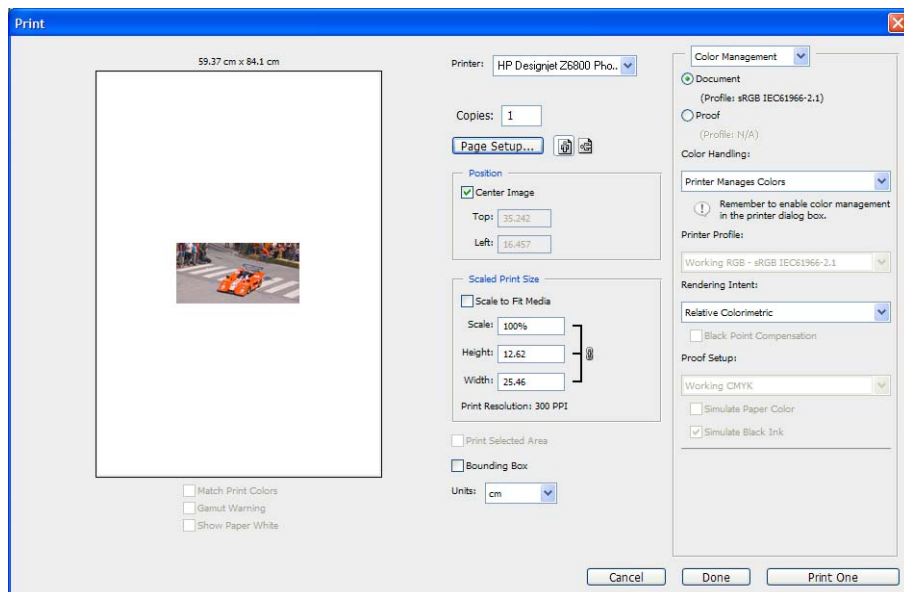 Print
59.37 cm x 84.1 cm
Match Print Colors
Gamut Warning
Show Paper White
Printer: HP Designjet Z6800 Pho..
Copies: 1
Page Setup...
Position
Center Image
Top: 35.242
Left: 16.457
Scaled Print Size
Scale to Fit Media
Scale: 100%
Height: 12.62
Width: 25.46
Print Resolution: 300 PPI
Print Selected Area
Bounding Box
Units: cm
Color Management
Document
(Profile: sRGB IEC61966-2.1)
Proof
(Profile: N/A)
Color Handling:
Printer Manages Colors
Remember to enable color management
in the printer dialog box.
Printer Profile:
Working RGB - sRGB IEC61966-2.1
Rendering Intent:
Relative Colorimetric
Black Point Compensation
Proof Setup:
Working CMYK
Simulate Paper Color
Simulate Black Ink
Cancel
Done
Print One